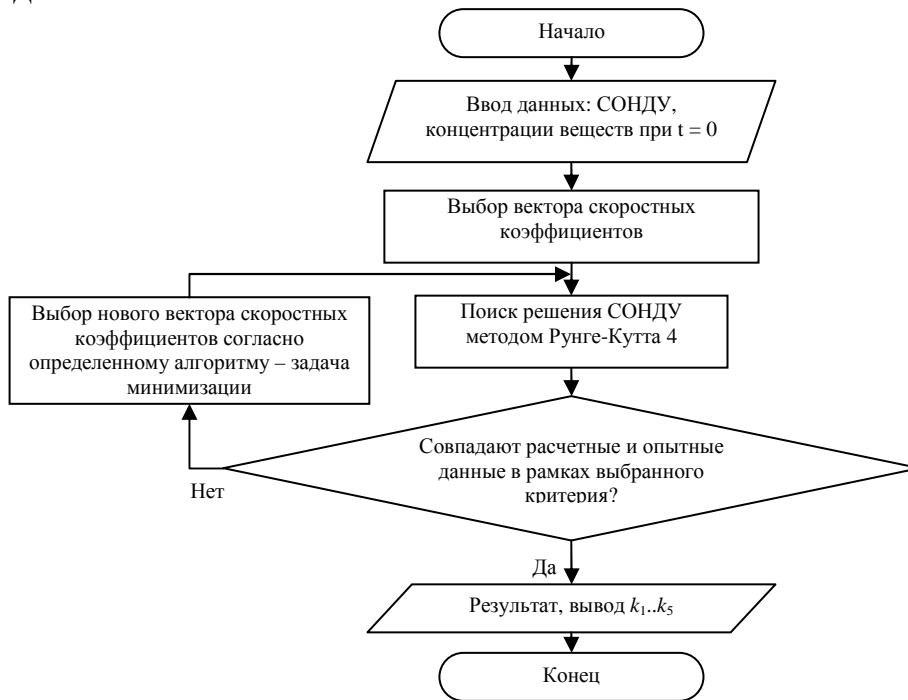 Начало
Ввод данных: СОНДУ,
концентрации веществ при t = 0
Выбор вектора скоростных
коэффициентов
Выбор нового вектора скоростных
коэффициентов согласно
определенному алгоритму – задача
минимизации
Поиск решения СОНДУ
методом Рунге-Кутта 4
Совпадают расчетные и опытные
данные в рамках выбранного
критерия?
Нет
Да
Результат, вывод k₁..k₅
Конец